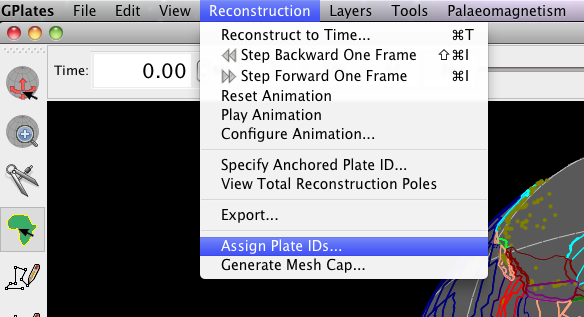 GPlates File Edit View Reconstruction Layers Tools Palaeomagnetism
Time: 0.00
Reconstruct to Time... ⌘T
Step Backward One Frame ⇧⌘I
Step Forward One Frame ⌘I
Reset Animation
Play Animation
Configure Animation...
Specify Anchored Plate ID...
View Total Reconstruction Poles
Export...
Assign Plate IDs...
Generate Mesh Cap...